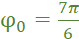 φ₀ = 7π/6